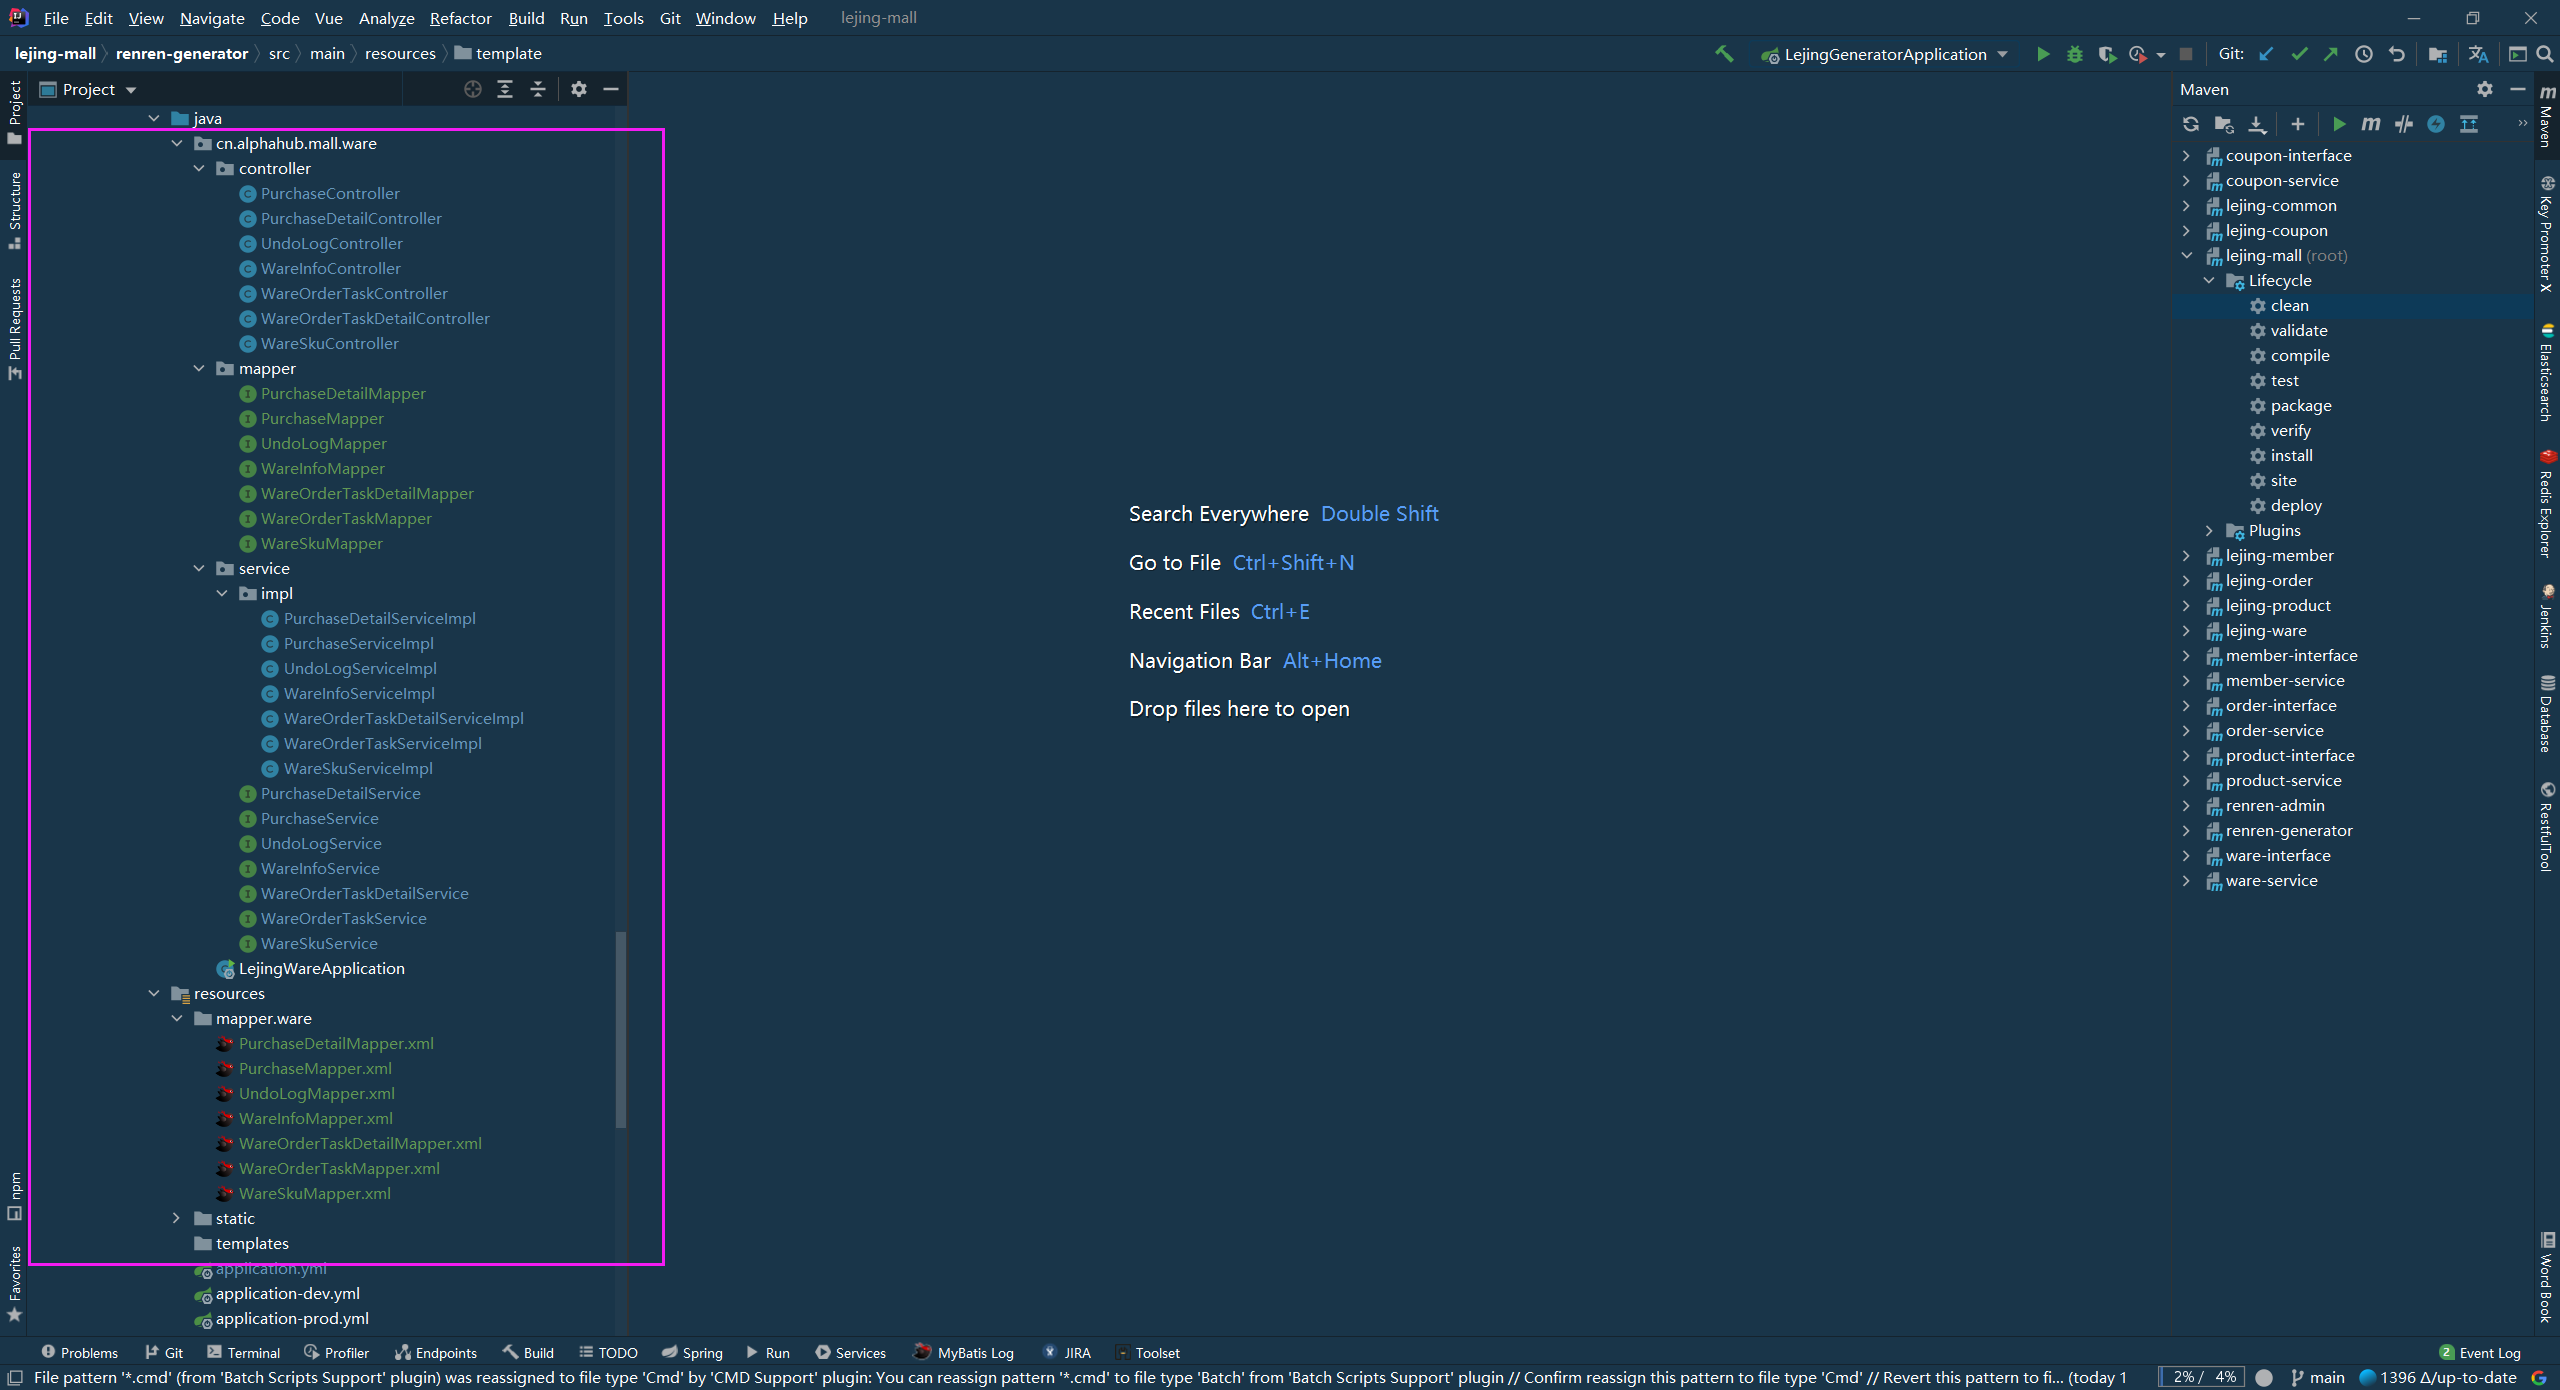 File Edit View Navigate Code Vue Analyze Refactor Build Run Tools Git Window Help lejing-mall
lejing-mall renren-generator src main resources template
LejingGeneratorApplication Git:
Project
Project
Structure
Pull Requests
npm
Favorites
java
cn.alphahub.mall.ware
controller
PurchaseController
PurchaseDetailController
UndoLogController
WareInfoController
WareOrderTaskController
WareOrderTaskDetailController
WareSkuController
mapper
PurchaseDetailMapper
PurchaseMapper
UndoLogMapper
WareInfoMapper
WareOrderTaskDetailMapper
WareOrderTaskMapper
WareSkuMapper
service
impl
PurchaseDetailServiceImpl
PurchaseServiceImpl
UndoLogServiceImpl
WareInfoServiceImpl
WareOrderTaskDetailServiceImpl
WareOrderTaskServiceImpl
WareSkuServiceImpl
PurchaseDetailService
PurchaseService
UndoLogService
WareInfoService
WareOrderTaskDetailService
WareOrderTaskService
WareSkuService
LejingWareApplication
resources
mapper.ware
PurchaseDetailMapper.xml
PurchaseMapper.xml
UndoLogMapper.xml
WareInfoMapper.xml
WareOrderTaskDetailMapper.xml
WareOrderTaskMapper.xml
WareSkuMapper.xml
static
templates
application.yml
application-dev.yml
application-prod.yml
Search Everywhere Double Shift
Go to File Ctrl+Shift+N
Recent Files Ctrl+E
Navigation Bar Alt+Home
Drop files here to open
Maven
coupon-interface
coupon-service
lejing-common
lejing-coupon
lejing-mall (root)
Lifecycle
clean
validate
compile
test
package
verify
install
site
deploy
Plugins
lejing-member
lejing-order
lejing-product
lejing-ware
member-interface
member-service
order-interface
order-service
product-interface
product-service
renren-admin
renren-generator
ware-interface
ware-service
Maven
Key Promoter X
Elasticsearch
Redis Explorer
Jenkins
Database
RestfulTool
Word Book
Problems Git Terminal Profiler Endpoints Build TODO Spring Run Services MyBatis Log JIRA Toolset 2 Event Log
File pattern '*.cmd' (from 'Batch Scripts Support' plugin) was reassigned to file type 'Cmd' by 'CMD Support' plugin: You can reassign pattern '*.cmd' to file type 'Batch' from 'Batch Scripts Support' plugin // Confirm reassign this pattern to file type 'Cmd' // Revert this pattern to fi... (today 1 2% / 4% main 1396 Δ/up-to-date